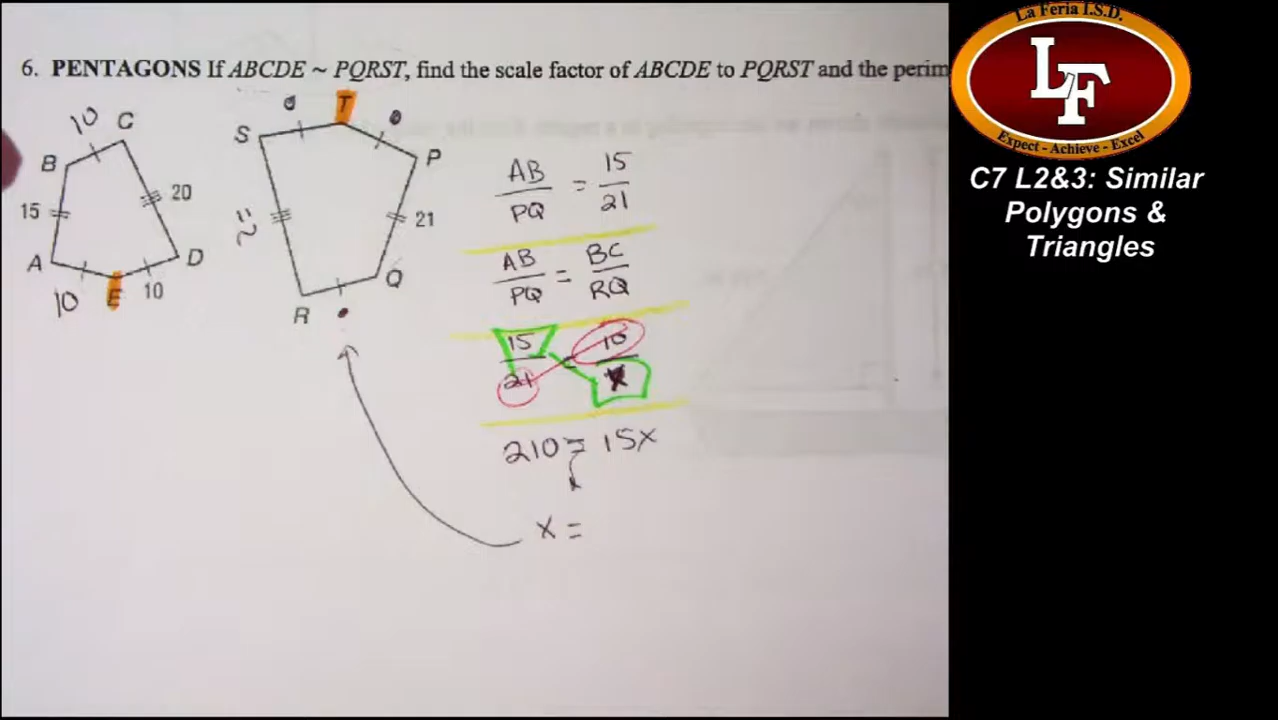 6. PENTAGONS If ABCDE ~ PQRST, find the scale factor of ABCDE to PQRST and the perim
10 C
B
15
20
A
D
10 E 10
S T P
21
Q
R
AB/PQ = 15/21
AB/PQ = BC/RQ
15/21 = 10/x
210 = 15x
x =
La Feria I.S.D.
LF
Expect - Achieve - Excel
C7 L2&3: Similar
Polygons &
Triangles